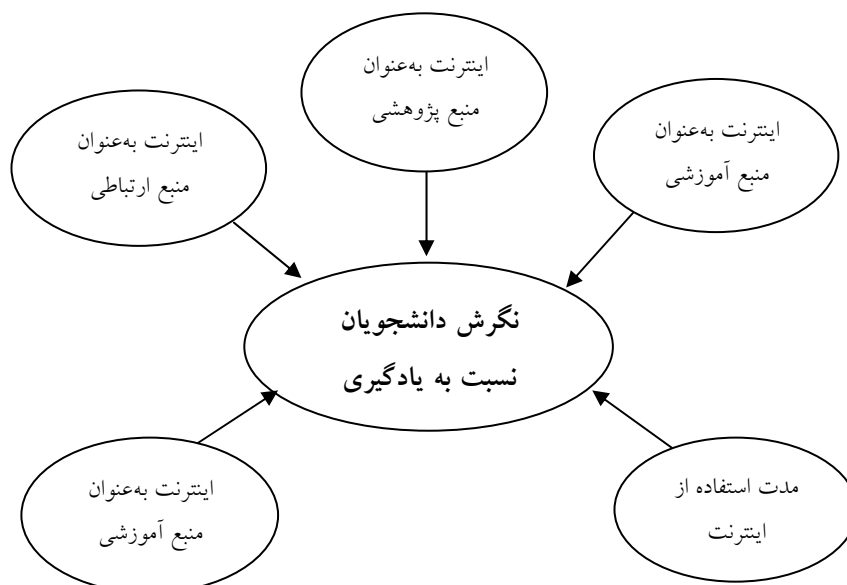 اینترنت به‌عنوان
منبع پژوهشی
اینترنت به‌عنوان
منبع آموزشی
اینترنت به‌عنوان
منبع ارتباطی
نگرش دانشجویان
نسبت به یادگیری
مدت استفاده از
اینترنت
اینترنت به‌عنوان
منبع آموزشی